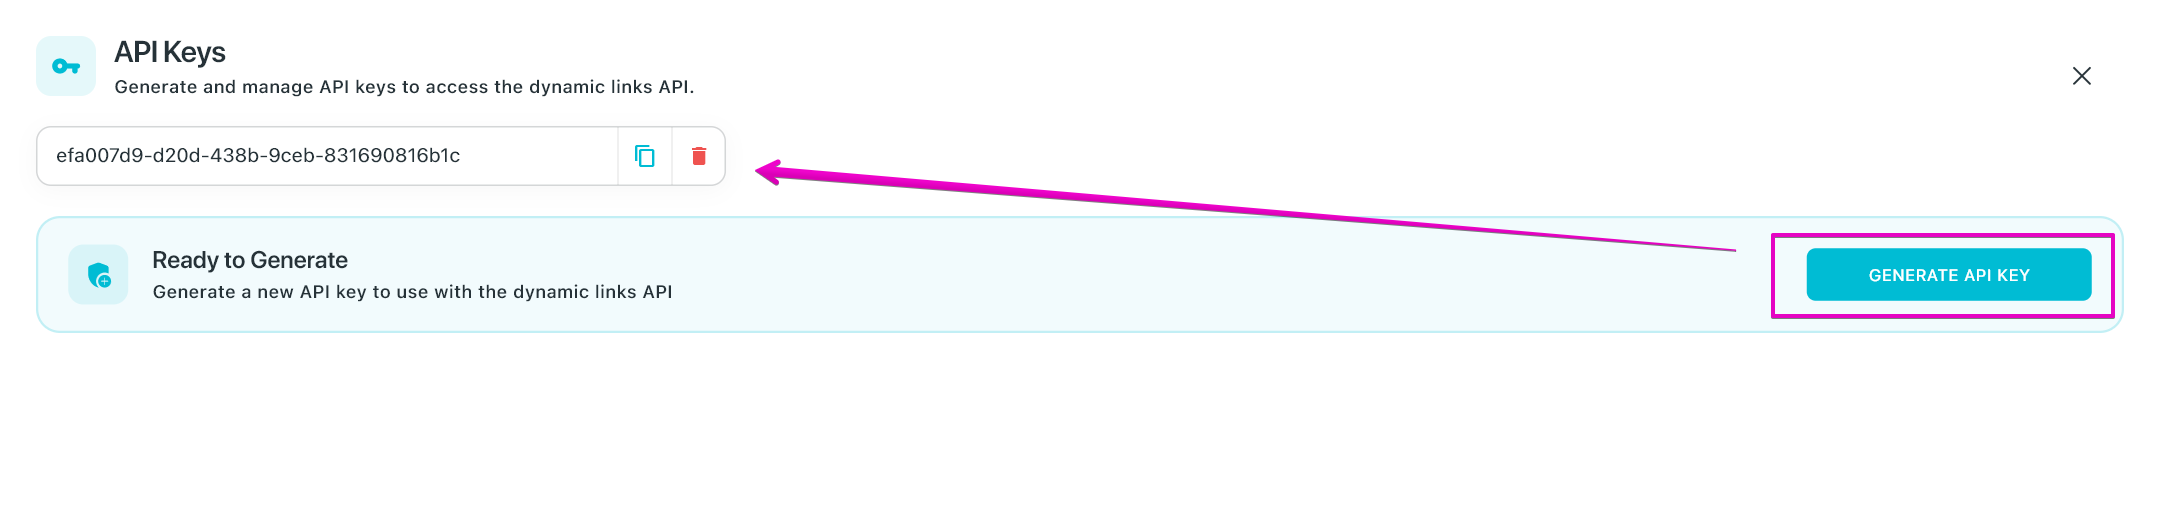 API Keys
Generate and manage API keys to access the dynamic links API.
efa007d9-d20d-438b-9ceb-831690816b1c
Ready to Generate
Generate a new API key to use with the dynamic links API
GENERATE API KEY